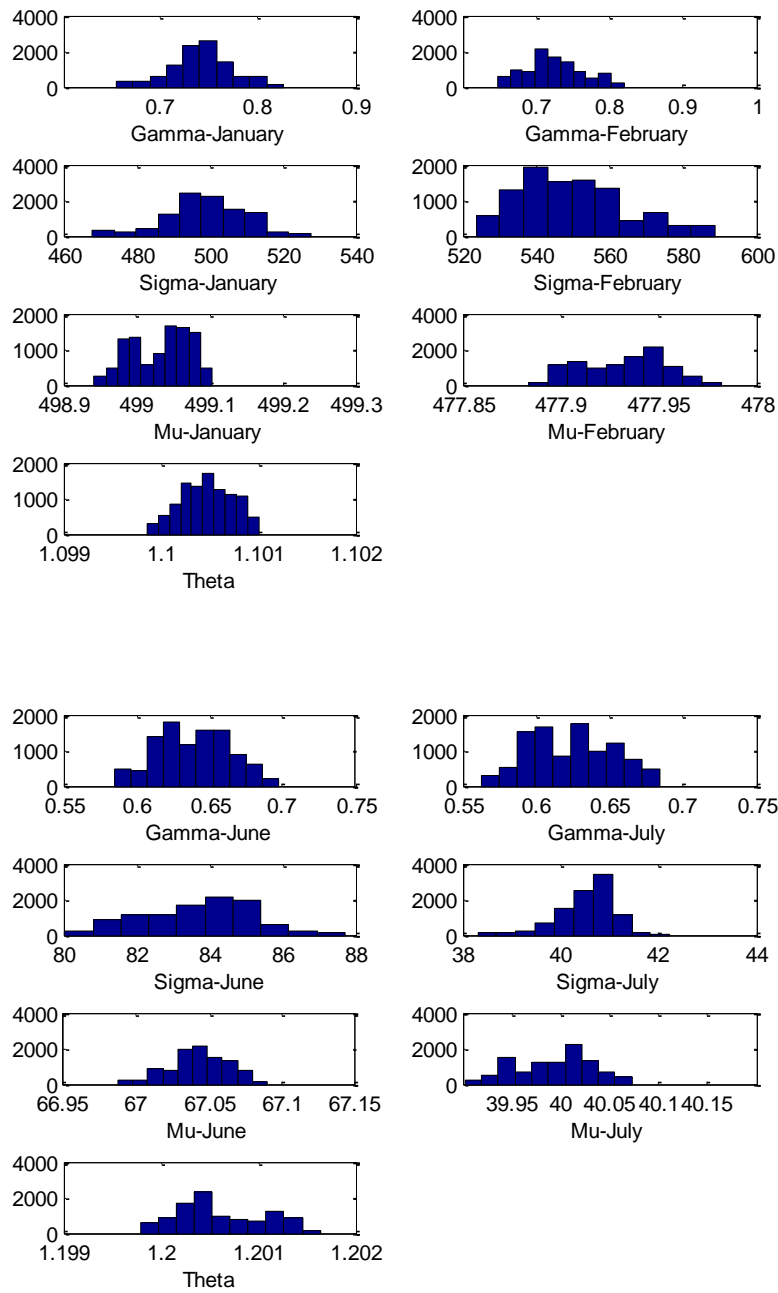 4000
2000
0
0.7 0.8 0.9
Gamma-January
4000
2000
0
0.7 0.8 0.9 1
Gamma-February
4000
2000
0
460 480 500 520 540
Sigma-January
2000
1000
0
520 540 560 580 600
Sigma-February
2000
1000
0
498.9 499 499.1 499.2 499.3
Mu-January
4000
2000
0
477.85 477.9 477.95 478
Mu-February
2000
1000
0
1.099 1.1 1.101 1.102
Theta
2000
1000
0
0.55 0.6 0.65 0.7 0.75
Gamma-June
2000
1000
0
0.55 0.6 0.65 0.7 0.75
Gamma-July
4000
2000
0
80 82 84 86 88
Sigma-June
4000
2000
0
38 40 42 44
Sigma-July
4000
2000
0
66.95 67 67.05 67.1 67.15
Mu-June
4000
2000
0
39.95 40 40.05 40.1 40.15
Mu-July
4000
2000
0
1.199 1.2 1.201 1.202
Theta